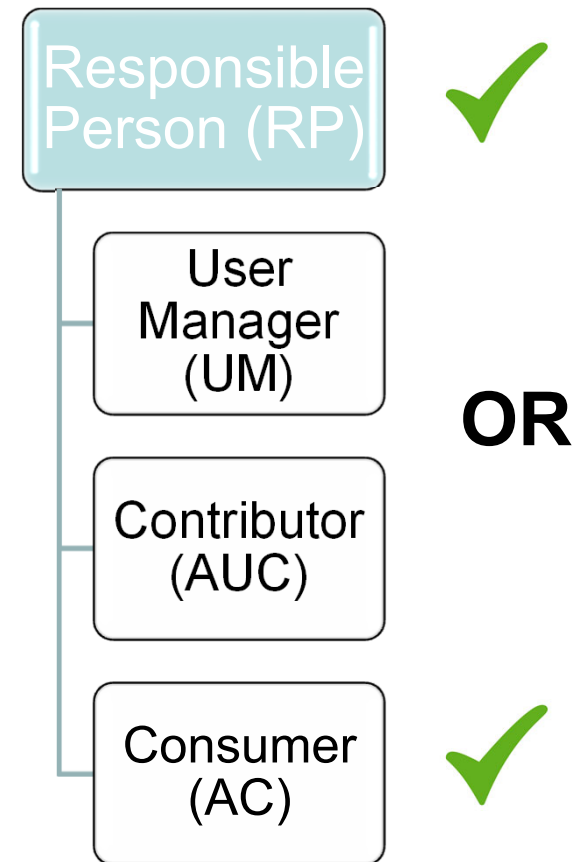 Responsible
Person (RP)
User
Manager
(UM)
OR
Contributor
(AUC)
Consumer
(AC)